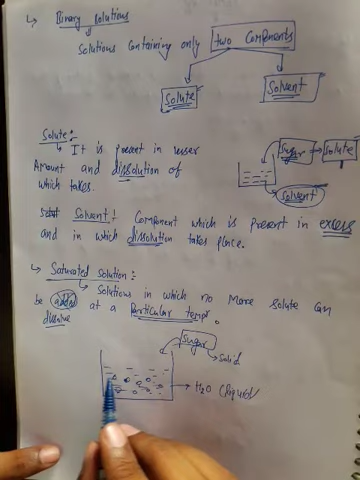 ↳ Binary solutions
Solutions containing only two Components
Solute Solvent
Solute:
↳ It is present in lesser
Amount and dissolution of
which takes.
Sugar → Solute
Solvent
Solvent: Component which is present in excess
and in which dissolution takes place.
↳ Saturated solution:-
↳ Solutions in which no more solute can
be added at a Particular tempr.
dissolve
Sugar
→ Solid
→ H2O (liquid)